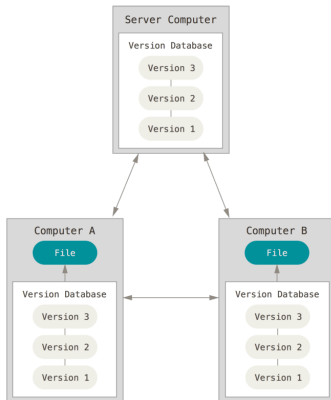 Server Computer
Version Database
Version 3
Version 2
Version 1
Computer A
File
Version Database
Version 3
Version 2
Version 1
Computer B
File
Version Database
Version 3
Version 2
Version 1